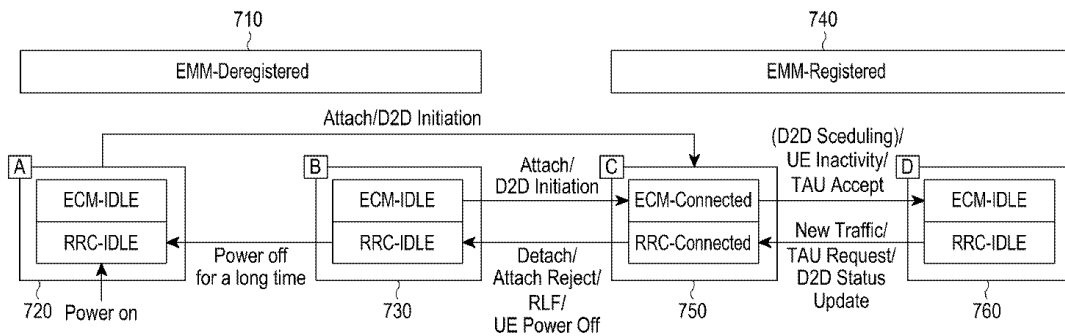 710
740
EMM-Deregistered
EMM-Registered
Attach/D2D Initiation
(D2D Sceduling)/
UE Inactivity/
TAU Accept
A
ECM-IDLE
RRC-IDLE
B
ECM-IDLE
RRC-IDLE
Attach/
D2D Initiation
C
ECM-Connected
RRC-Connected
D
ECM-IDLE
RRC-IDLE
Power off
for a long time
Detach/
Attach Reject/
RLF/
UE Power Off
New Traffic/
TAU Request/
D2D Status
Update
720
Power on
730
750
760